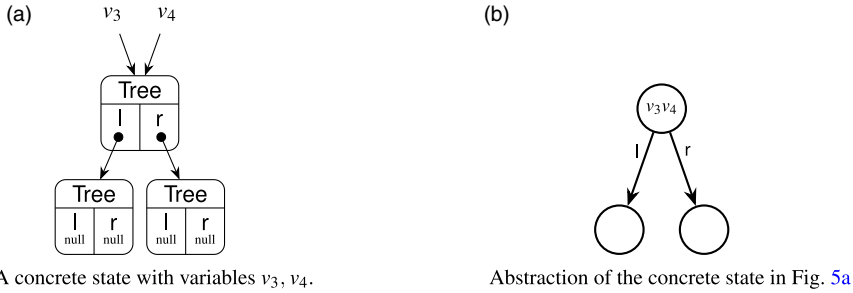 (a)
v3 v4
Tree
l r
Tree Tree
l r l r
null null null null
A concrete state with variables v3, v4.
(b)
v3v4
l r
Abstraction of the concrete state in Fig. 5a